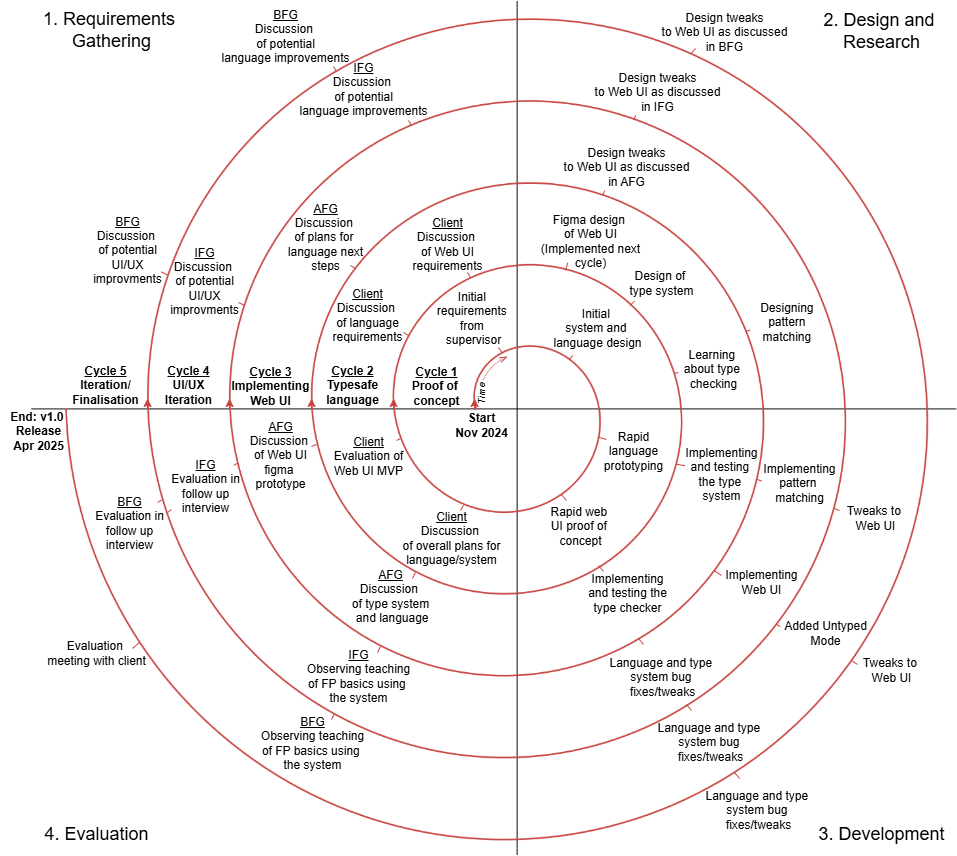 1. Requirements
Gathering
2. Design and
Research
BFG
Discussion
of potential
language improvements
IFG
Discussion
of potential
language improvements
Design tweaks
to Web UI as discussed
in BFG
Design tweaks
to Web UI as discussed
in IFG
Design tweaks
to Web UI as discussed
in AFG
BFG
Discussion
of potential
UI/UX
improvments
IFG
Discussion
of potential
UI/UX
improvments
AFG
Discussion
of plans for
language next
steps
Client
Discussion
of Web UI
requirements
Client
Discussion
of language
requirements
Initial
requirements
from
supervisor
Figma design
of Web UI
(Implemented next
cycle)
Design of
type system
Initial
system and
language design
Designing
pattern
matching
Learning
about type
checking
Cycle 5
Iteration/
Finalisation
Cycle 4
UI/UX
Iteration
Cycle 3
Implementing
Web UI
Cycle 2
Typesafe
language
Cycle 1
Proof of
concept
Time
End: v1.0
Release
Apr 2025
Start
Nov 2024
BFG
Evaluation in
follow up
interview
IFG
Evaluation in
follow up
interview
AFG
Discussion
of Web UI
figma
prototype
Client
Evaluation of
Web UI MVP
Client
Discussion
of overall plans for
language/system
AFG
Discussion
of type system
and language
IFG
Observing teaching
of FP basics using
the system
BFG
Observing teaching
of FP basics using
the system
Evaluation
meeting with client
Rapid
language
prototyping
Rapid web
UI proof of
concept
Implementing
and testing
the type
system
Implementing
and testing the
type checker
Implementing
pattern
matching
Implementing
Web UI
Language and type
system bug
fixes/tweaks
Tweaks to
Web UI
Added Untyped
Mode
Language and type
system bug
fixes/tweaks
Tweaks to
Web UI
Language and type
system bug
fixes/tweaks
4. Evaluation
3. Development